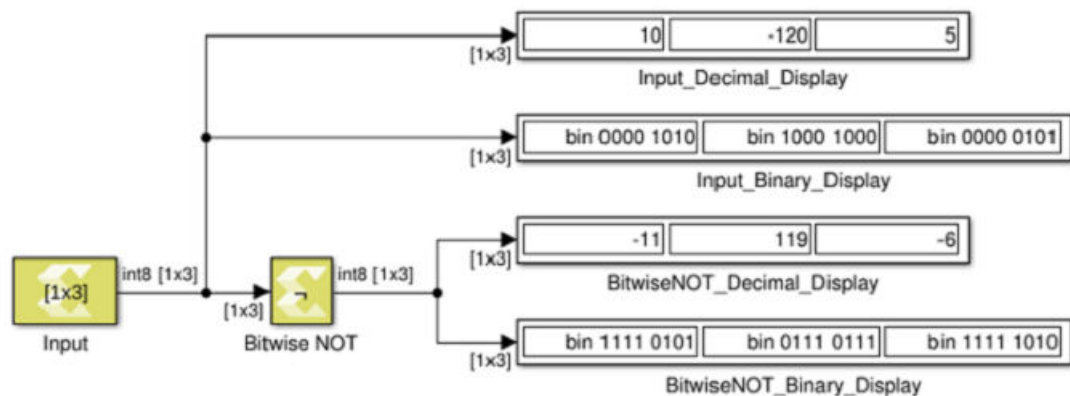 10 -120 5
[1x3]
Input_Decimal_Display
bin 0000 1010 bin 1000 1000 bin 0000 0101
[1x3]
Input_Binary_Display
-11 119 -6
[1x3]
BitwiseNOT_Decimal_Display
[1x3] int8 [1x3] ¬ int8 [1x3]
[1x3]
Input Bitwise NOT
bin 1111 0101 bin 0111 0111 bin 1111 1010
[1x3]
BitwiseNOT_Binary_Display